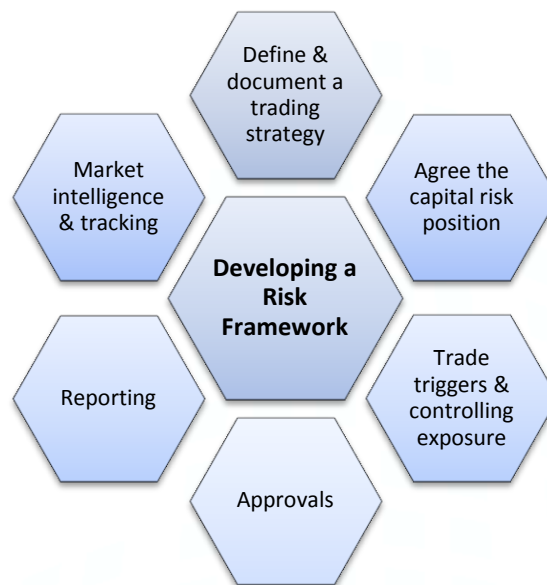 Define &
document a
trading
strategy
Market
intelligence
& tracking
Agree the
capital risk
position
Developing a
Risk
Framework
Reporting
Trade
triggers &
controlling
exposure
Approvals